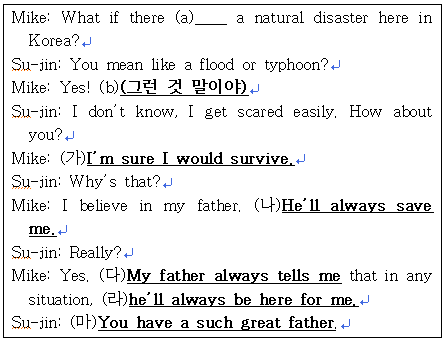 Mike: What if there (a)____ a natural disaster here in
Korea?
Su-jin: You mean like a flood or typhoon?
Mike: Yes! (b)(그런 것 말이야)
Su-jin: I don't know, I get scared easily. How about
you?
Mike: (가)I'm sure I would survive.
Su-jin: Why's that?
Mike: I believe in my father. (나)He'll always save
me.
Su-jin: Really?
Mike: Yes. (다)My father always tells me that in any
situation, (라)he'll always be here for me.
Su-jin: (마)You have a such great father.